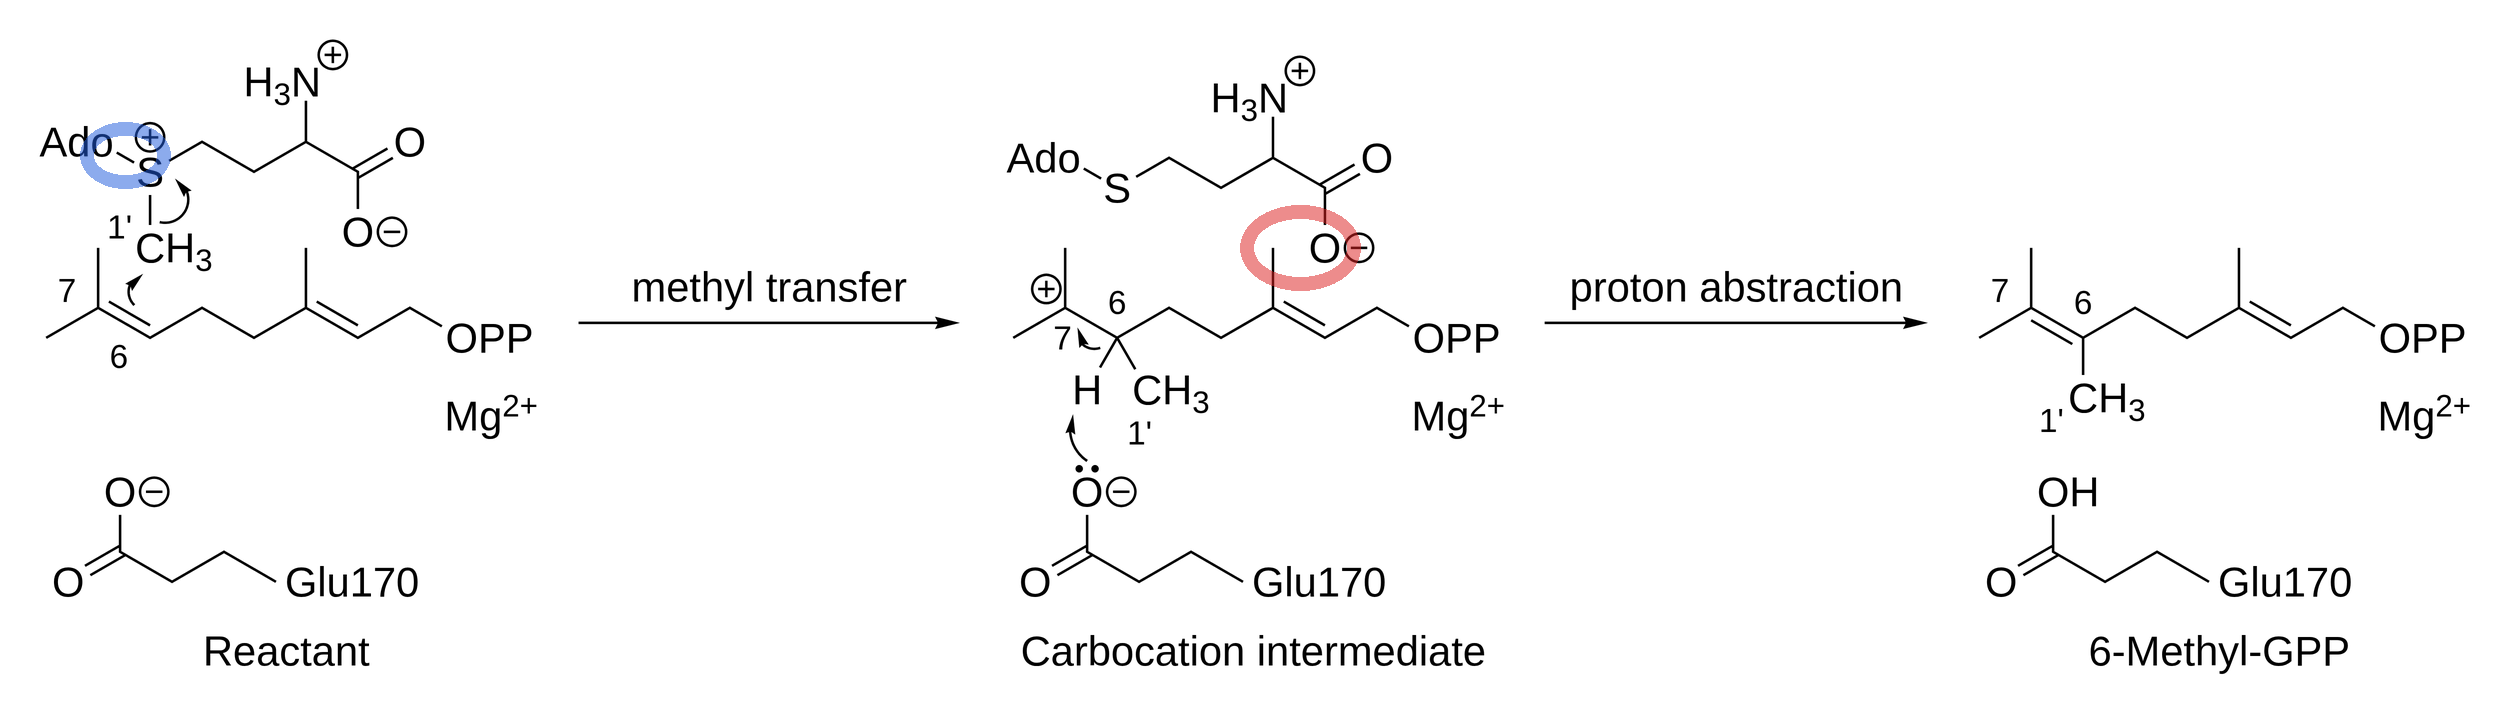 H3N⊕
Ado
S⊕
O
O⊖
1'
CH3
7
6
OPP
Mg2+
O⊖
O
Glu170
Reactant
methyl transfer
H3N⊕
Ado
S
O
O⊖
⊕
6
7
OPP
H
CH3
1'
Mg2+
O⊖
O
Glu170
Carbocation intermediate
proton abstraction
7
6
OPP
CH3
1'
Mg2+
OH
O
Glu170
6-Methyl-GPP